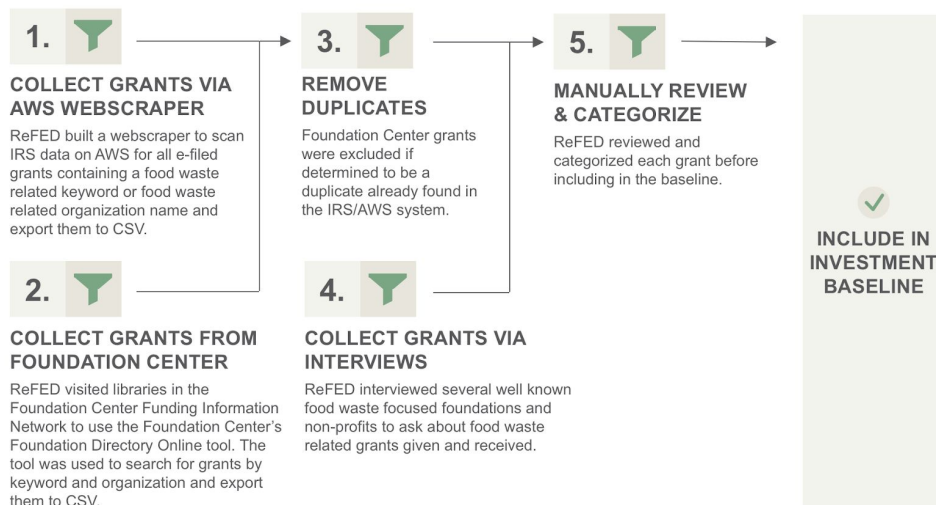 1.
COLLECT GRANTS VIA
AWS WEBSCRAPER
ReFED built a webscraper to scan
IRS data on AWS for all e-filed
grants containing a food waste
related keyword or food waste
related organization name and
export them to CSV.
2.
COLLECT GRANTS FROM
FOUNDATION CENTER
ReFED visited libraries in the
Foundation Center Funding Information
Network to use the Foundation Center's
Foundation Directory Online tool. The
tool was used to search for grants by
keyword and organization and export
them to CSV.
3.
REMOVE
DUPLICATES
Foundation Center grants
were excluded if
determined to be a
duplicate already found in
the IRS/AWS system.
4.
COLLECT GRANTS VIA
INTERVIEWS
ReFED interviewed several well known
food waste focused foundations and
non-profits to ask about food waste
related grants given and received.
5.
MANUALLY REVIEW
& CATEGORIZE
ReFED reviewed and
categorized each grant before
including in the baseline.
INCLUDE IN
INVESTMENT
BASELINE